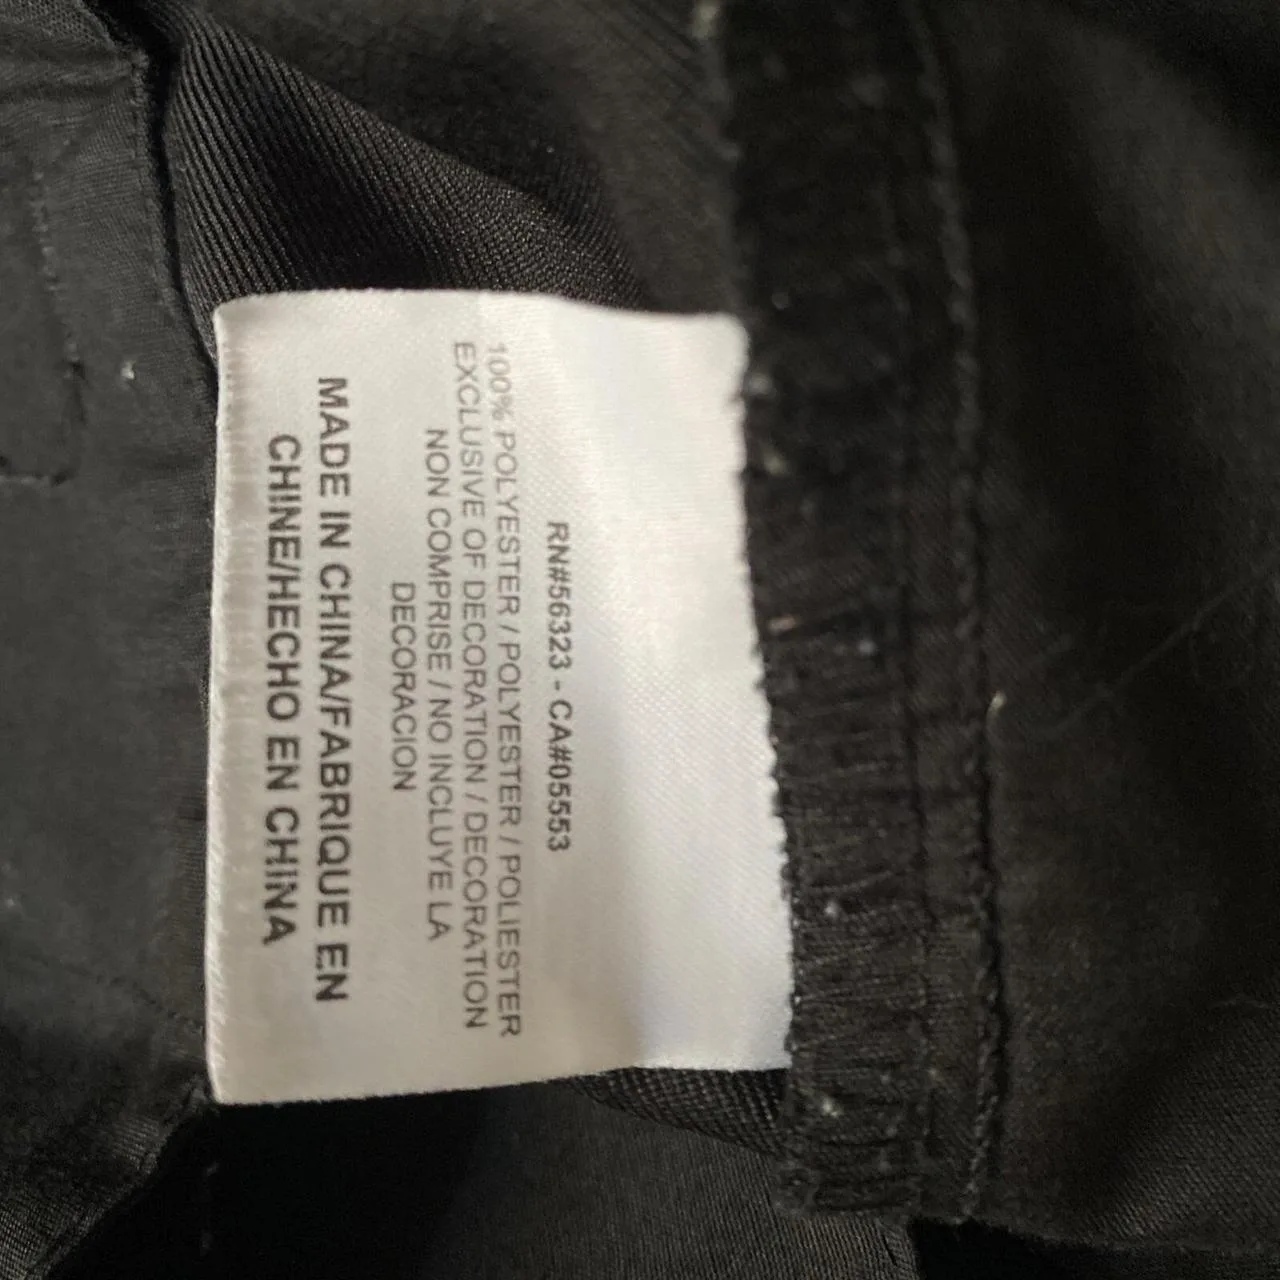 RN#56323 - CA#05553
100% POLYESTER / POLYESTER / POLIESTER
EXCLUSIVE OF DECORATION / DECORATION
NON COMPRISE / NO INCLUYE LA
DECORACION
MADE IN CHINA/FABRIQUE EN
CHINE/HECHO EN CHINA